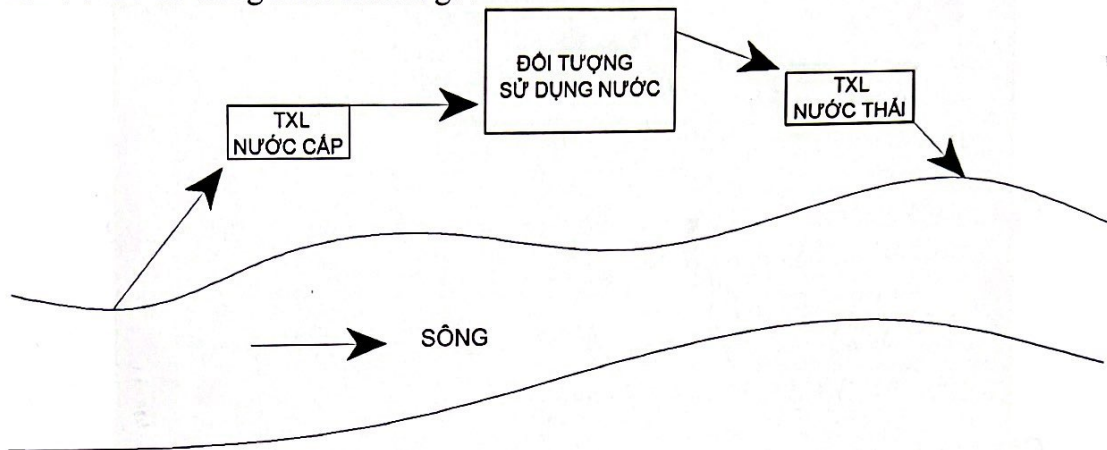 ĐỐI TƯỢNG
SỬ DỤNG NƯỚC
TXL
NƯỚC THẢI
TXL
NƯỚC CẤP
SÔNG